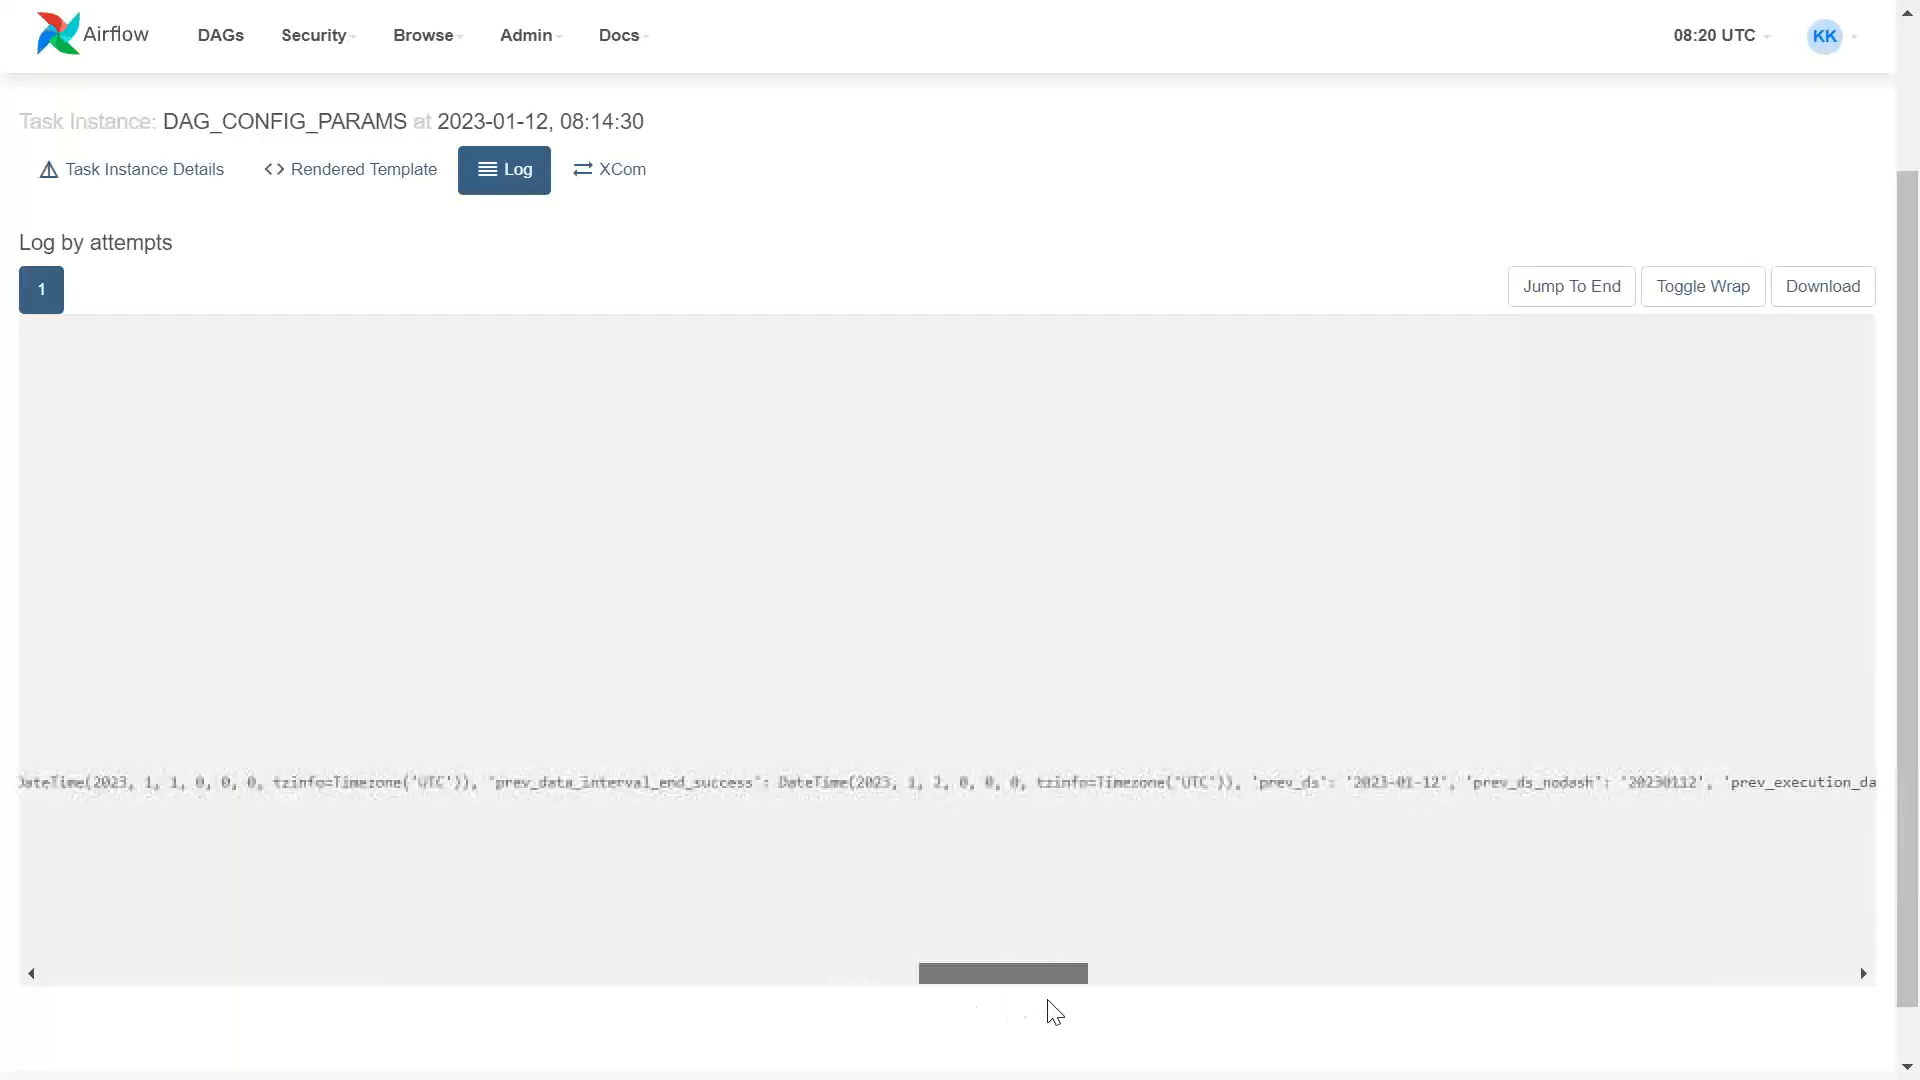 Airflow DAGs Security Browse Admin Docs 08:20 UTC KK
Task Instance: DAG_CONFIG_PARAMS at 2023-01-12, 08:14:30
Task Instance Details <> Rendered Template Log XCom
Log by attempts
1 Jump To End Toggle Wrap Download
DateTime(2023, 1, 1, 0, 0, 0, tzinfo=Timezone('UTC')), 'prev_data_interval_end_success': DateTime(2023, 1, 2, 0, 0, 0, tzinfo=Timezone('UTC')), 'prev_ds': '2023-01-12', 'prev_ds_nodash': '20230112', 'prev_execution_da